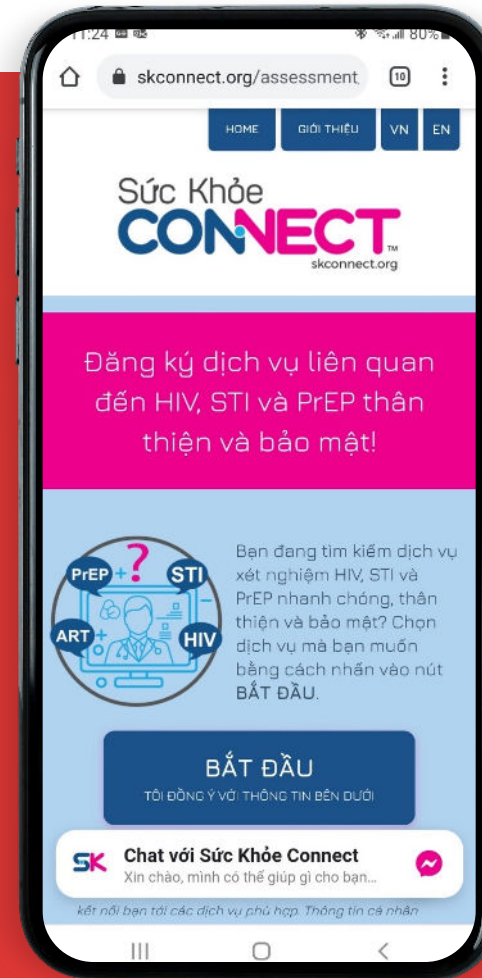 11:24
80%
skconnect.org/assessment
10
HOME
GIỚI THIỆU
VN
EN
Sức Khỏe
CONNECT
TM
skconnect.org
Đăng ký dịch vụ liên quan
đến HIV, STI và PrEP thân
thiện và bảo mật!
PrEP
+
?
STI
ART
+
HIV
Bạn đang tìm kiếm dịch vụ
xét nghiệm HIV, STI và
PrEP nhanh chóng, thân
thiện và bảo mật? Chọn
dịch vụ mà bạn muốn
bằng cách nhấn vào nút
BẮT ĐẦU.
BẮT ĐẦU
TÔI ĐỒNG Ý VỚI THÔNG TIN BÊN DƯỚI
SK
Chat với Sức Khỏe Connect
Xin chào, mình có thể giúp gì cho bạn...
kết nối bạn tới các dịch vụ phù hợp. Thông tin cá nhân